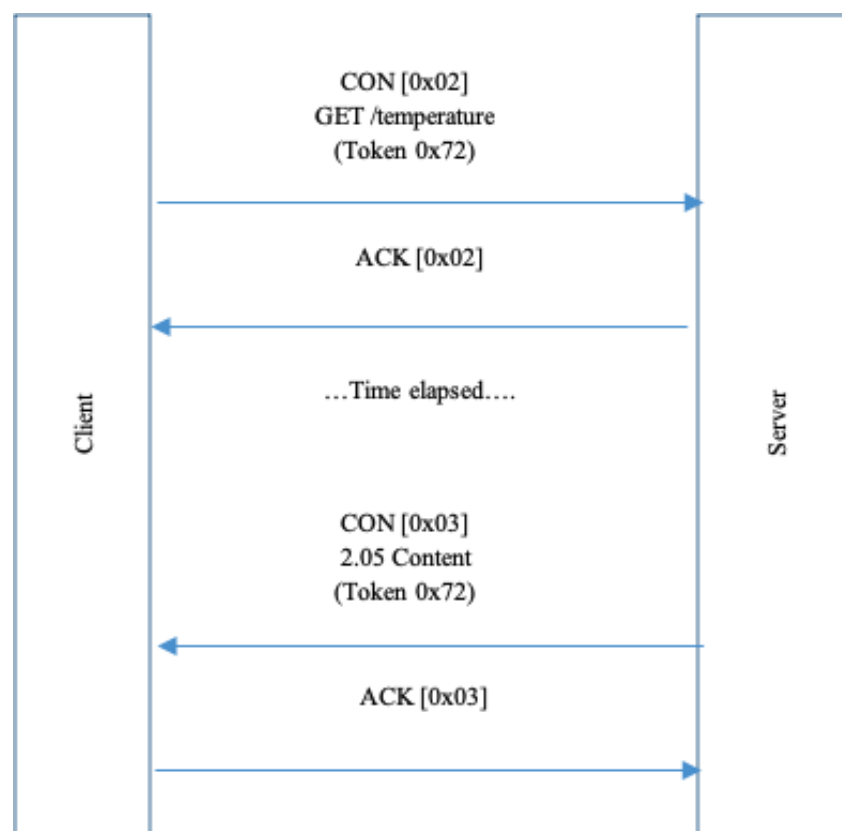 CON [0x02]
GET /temperature
(Token 0x72)
ACK [0x02]
…Time elapsed….
Client
Server
CON [0x03]
2.05 Content
(Token 0x72)
ACK [0x03]